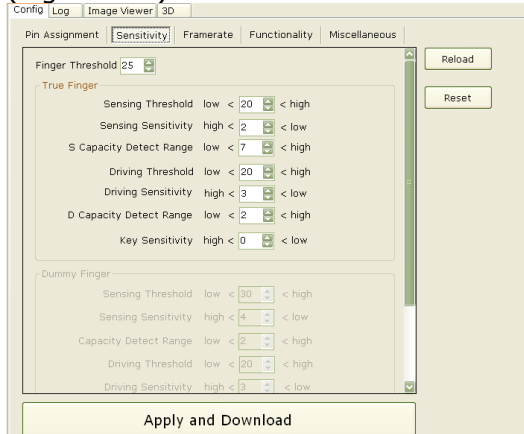 Config Log Image Viewer 3D
Pin Assignment Sensitivity Framerate Functionality Miscellaneous
Finger Threshold 25
Reload
True Finger
Reset
Sensing Threshold low < 20 < high
Sensing Sensitivity high < 2 < low
S Capacity Detect Range low < 7 < high
Driving Threshold low < 20 < high
Driving Sensitivity high < 3 < low
D Capacity Detect Range low < 2 < high
Key Sensitivity high < 0 < low
Dummy Finger
Sensing Threshold low < 30 < high
Sensing Sensitivity high < 4 < low
Capacity Detect Range low < 2 < high
Driving Threshold low < 20 < high
Driving Sensitivity high < 3 < low
Apply and Download